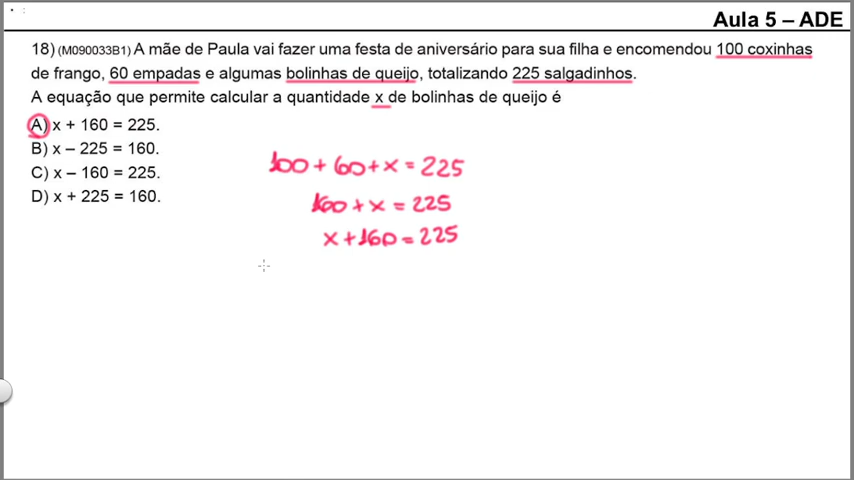 Aula 5 – ADE
18) (M090033B1) A mãe de Paula vai fazer uma festa de aniversário para sua filha e encomendou 100 coxinhas
de frango, 60 empadas e algumas bolinhas de queijo, totalizando 225 salgadinhos.
A equação que permite calcular a quantidade x de bolinhas de queijo é
A) x + 160 = 225.
B) x – 225 = 160.
C) x – 160 = 225.
D) x + 225 = 160.
100 + 60 + x = 225
160 + x = 225
x + 160 = 225